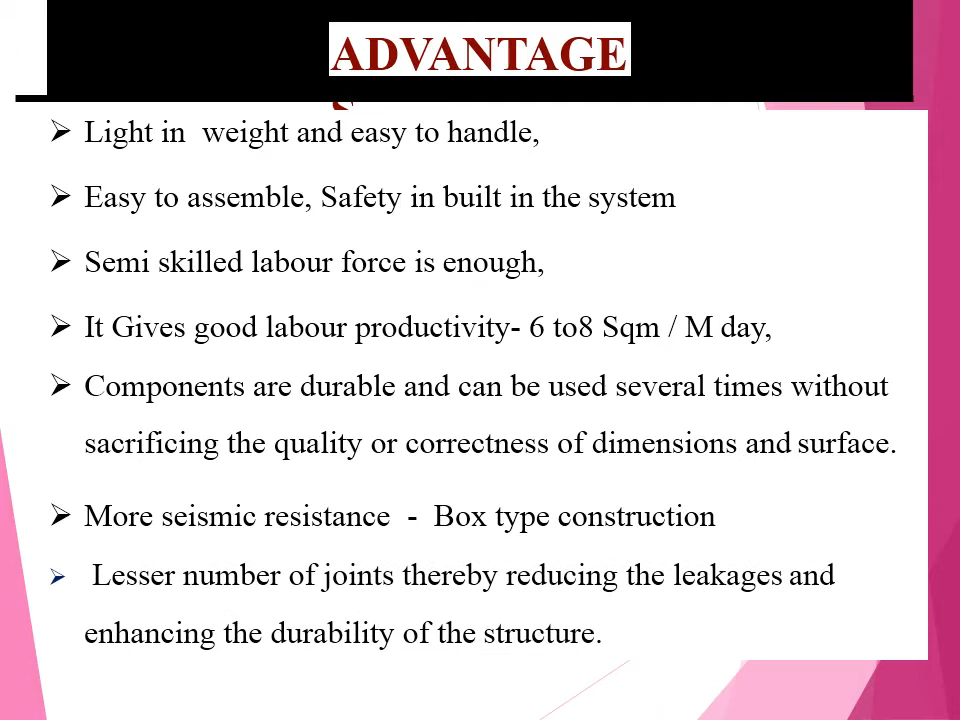 ADVANTAGE
S
➢ Light in  weight and easy to handle,
➢ Easy to assemble, Safety in built in the system
➢ Semi skilled labour force is enough,
➢ It Gives good labour productivity- 6 to8 Sqm / M day,
➢ Components are durable and can be used several times without
sacrificing the quality or correctness of dimensions and surface.
➢ More seismic resistance  -  Box type construction
➢ Lesser number of joints thereby reducing the leakages and
enhancing the durability of the structure.